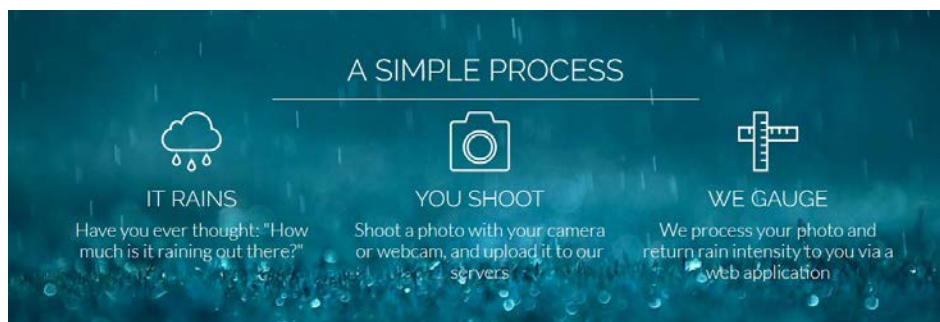 A SIMPLE PROCESS
IT RAINS
Have you ever thought: "How
much is it raining out there?"
YOU SHOOT
Shoot a photo with your camera
or webcam, and upload it to our
servers
WE GAUGE
We process your photo and
return rain intensity to you via a
web application